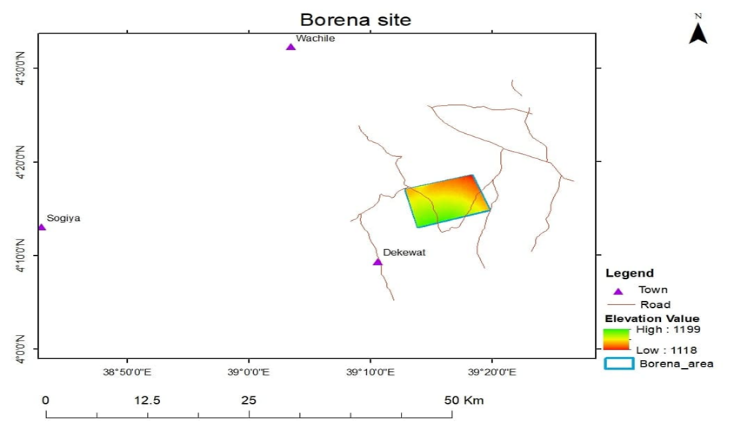 Borena site
N
Wachile
4°30'0"N
4°20'0"N
Sogiya
4°10'0"N
Dekewat
4°0'0"N
38°50'0"E
39°0'0"E
39°10'0"E
39°20'0"E
Legend
Town
Road
Elevation Value
High : 1199
Low : 1118
Borena_area
0 12.5 25 50 Km